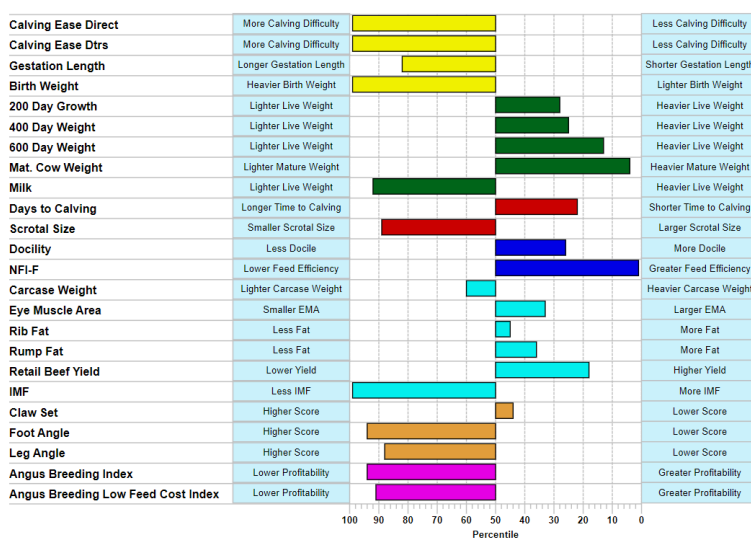 Calving Ease Direct More Calving Difficulty Less Calving Difficulty
Calving Ease Dtrs More Calving Difficulty Less Calving Difficulty
Gestation Length Longer Gestation Length Shorter Gestation Length
Birth Weight Heavier Birth Weight Lighter Birth Weight
200 Day Growth Lighter Live Weight Heavier Live Weight
400 Day Weight Lighter Live Weight Heavier Live Weight
600 Day Weight Lighter Live Weight Heavier Live Weight
Mat. Cow Weight Lighter Mature Weight Heavier Mature Weight
Milk Lighter Live Weight Heavier Live Weight
Days to Calving Longer Time to Calving Shorter Time to Calving
Scrotal Size Smaller Scrotal Size Larger Scrotal Size
Docility Less Docile More Docile
NFI-F Lower Feed Efficiency Greater Feed Efficiency
Carcase Weight Lighter Carcase Weight Heavier Carcase Weight
Eye Muscle Area Smaller EMA Larger EMA
Rib Fat Less Fat More Fat
Rump Fat Less Fat More Fat
Retail Beef Yield Lower Yield Higher Yield
IMF Less IMF More IMF
Claw Set Higher Score Lower Score
Foot Angle Higher Score Lower Score
Leg Angle Higher Score Lower Score
Angus Breeding Index Lower Profitability Greater Profitability
Angus Breeding Low Feed Cost Index Lower Profitability Greater Profitability
100 90 80 70 60 50 40 30 20 10 0
Percentile